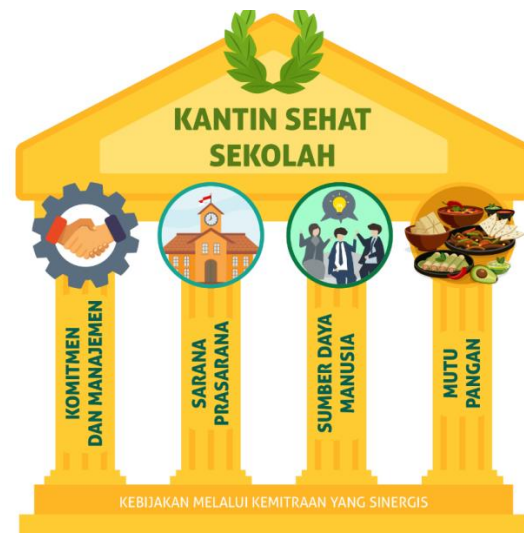 KANTIN SEHAT
SEKOLAH
KOMITMEN
DAN MANAJEMEN
SARANA
PRASARANA
SUMBER DAYA
MANUSIA
MUTU
PANGAN
KEBIJAKAN MELALUI KEMITRAAN YANG SINERGIS